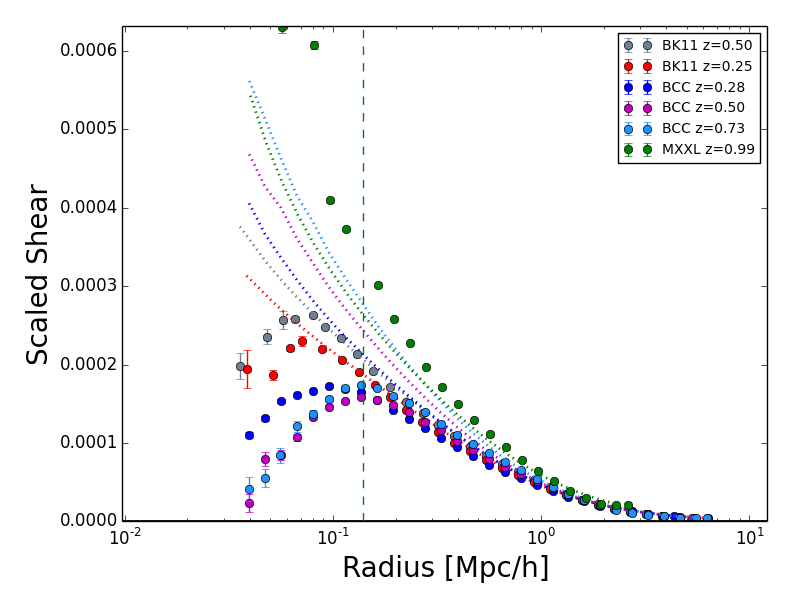 0.0006
0.0005
0.0004
0.0003
0.0002
0.0001
0.0000
Scaled Shear
10^-2
10^-1
10^0
10^1
Radius [Mpc/h]
BK11 z=0.50
BK11 z=0.25
BCC z=0.28
BCC z=0.50
BCC z=0.73
MXXL z=0.99